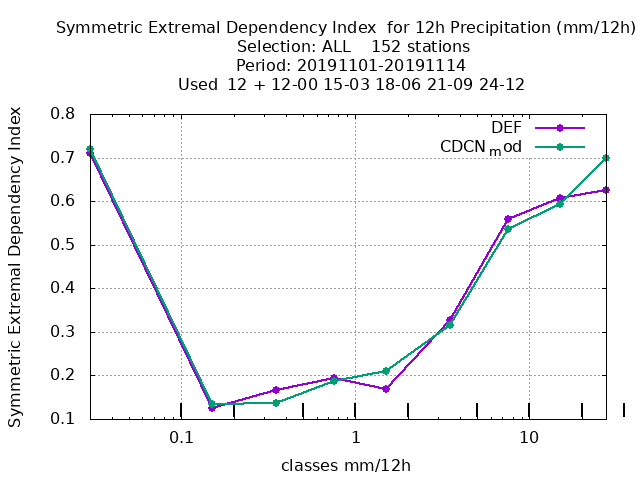 Symmetric Extremal Dependency Index  for 12h Precipitation (mm/12h)
Selection: ALL    152 stations
Period: 20191101-20191114
Used  12 + 12-00 15-03 18-06 21-09 24-12
Symmetric Extremal Dependency Index
0.8
0.7
0.6
0.5
0.4
0.3
0.2
0.1
DEF
CDCNmod
0.1 1 10
classes mm/12h